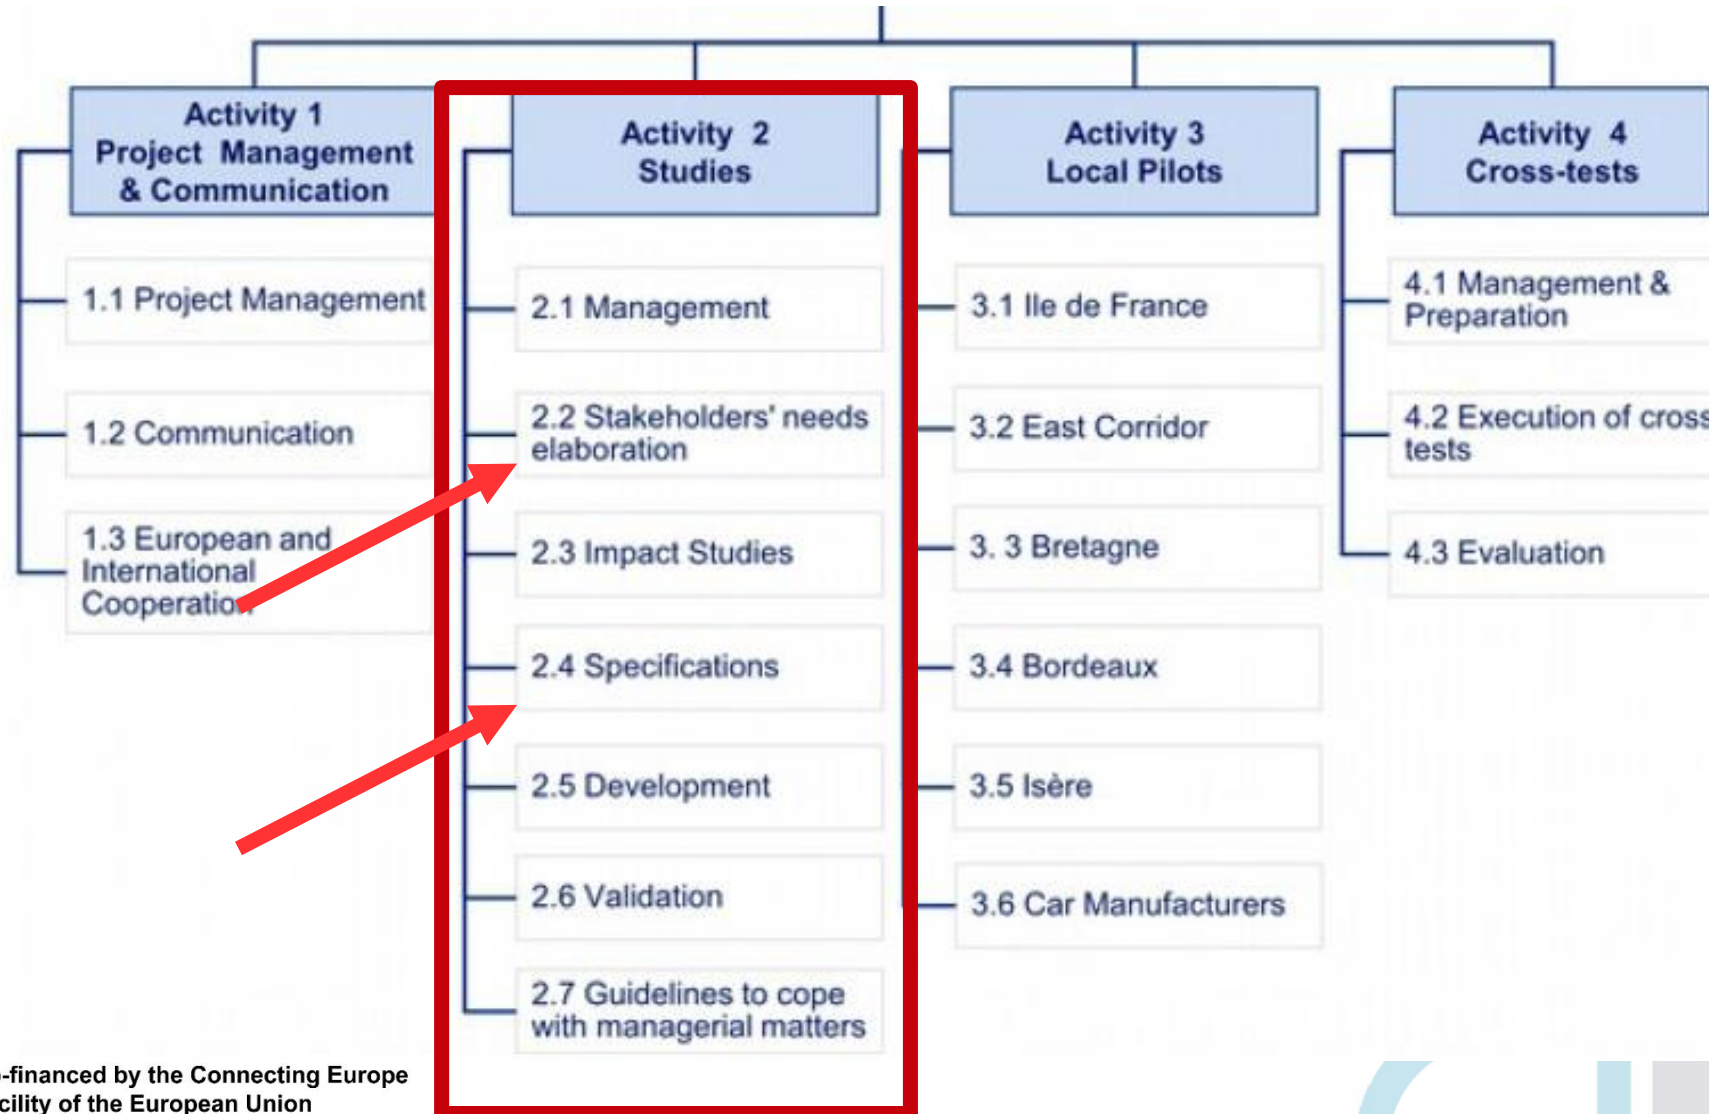 Activity 1
Project Management
& Communication
1.1 Project Management
1.2 Communication
1.3 European and
International
Cooperation
Activity 2
Studies
2.1 Management
2.2 Stakeholders' needs
elaboration
2.3 Impact Studies
2.4 Specifications
2.5 Development
2.6 Validation
2.7 Guidelines to cope
with managerial matters
Activity 3
Local Pilots
3.1 Ile de France
3.2 East Corridor
3. 3 Bretagne
3.4 Bordeaux
3.5 Isère
3.6 Car Manufacturers
Activity 4
Cross-tests
4.1 Management &
Preparation
4.2 Execution of cross
tests
4.3 Evaluation
-financed by the Connecting Europe
cility of the European Union